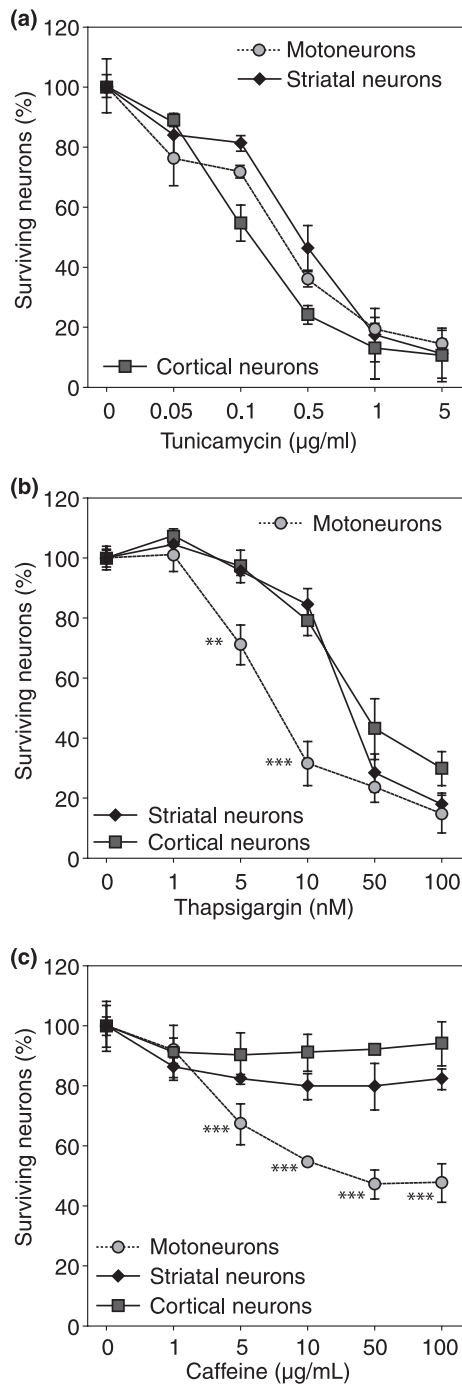 (a)
Motoneurons
Striatal neurons
Surviving neurons (%)
120
100
80
60
40
20
0
Cortical neurons
0 0.05 0.1 0.5 1 5
Tunicamycin (µg/ml)
(b)
Motoneurons
Surviving neurons (%)
120
100
80
60
40
20
0
**
***
Striatal neurons
Cortical neurons
0 1 5 10 50 100
Thapsigargin (nM)
(c)
Surviving neurons (%)
120
100
80
60
40
20
0
***
***
***
***
Motoneurons
Striatal neurons
Cortical neurons
0 1 5 10 50 100
Caffeine (µg/mL)